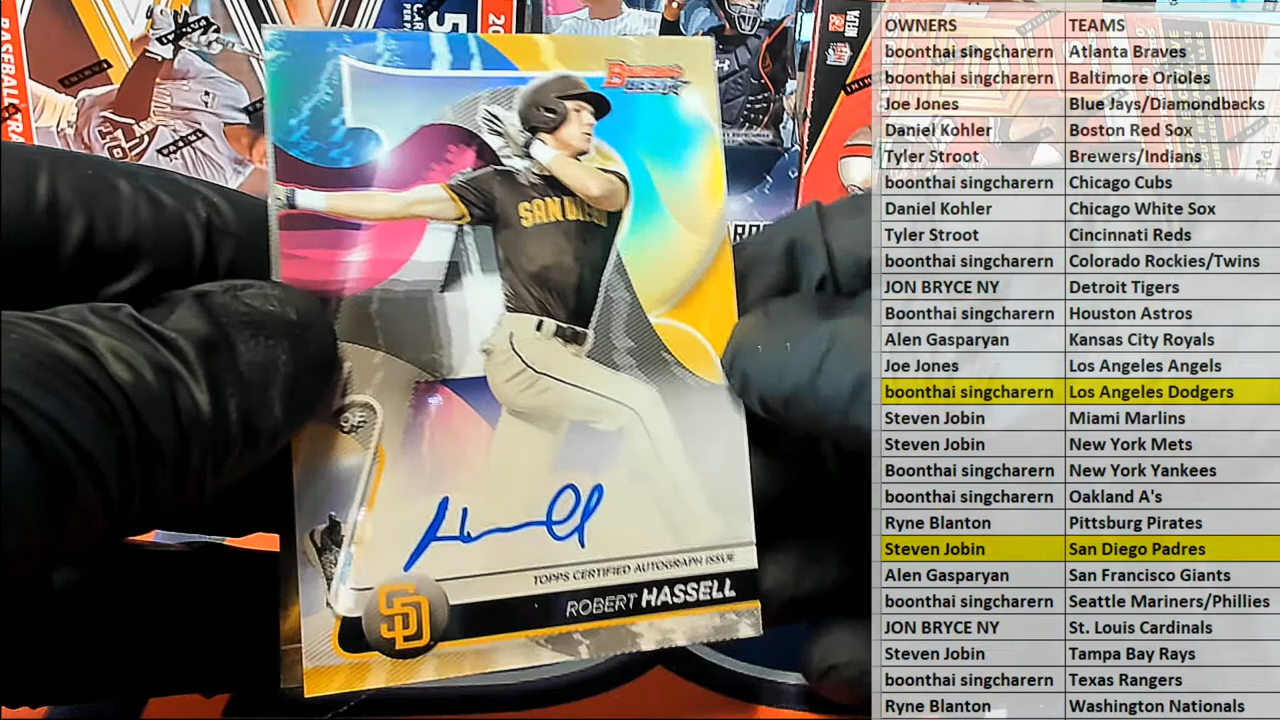 BASEBALL
5
20
NFLPA
Bowman's
BEST
SAN DIEGO
OF
TOPPS CERTIFIED AUTOGRAPH ISSUE
ROBERT HASSELL
SD
OWNERS TEAMS
boonthai singcharern Atlanta Braves
boonthai singcharern Baltimore Orioles
Joe Jones Blue Jays/Diamondbacks
Daniel Kohler Boston Red Sox
Tyler Stroot Brewers/Indians
boonthai singcharern Chicago Cubs
Daniel Kohler Chicago White Sox
Tyler Stroot Cincinnati Reds
boonthai singcharern Colorado Rockies/Twins
JON BRYCE NY Detroit Tigers
Boonthai singcharern Houston Astros
Alen Gasparyan Kansas City Royals
Joe Jones Los Angeles Angels
boonthai singcharern Los Angeles Dodgers
Steven Jobin Miami Marlins
Steven Jobin New York Mets
Boonthai singcharern New York Yankees
boonthai singcharern Oakland A's
Ryne Blanton Pittsburg Pirates
Steven Jobin San Diego Padres
Alen Gasparyan San Francisco Giants
boonthai singcharern Seattle Mariners/Phillies
JON BRYCE NY St. Louis Cardinals
Steven Jobin Tampa Bay Rays
boonthai singcharern Texas Rangers
Ryne Blanton Washington Nationals